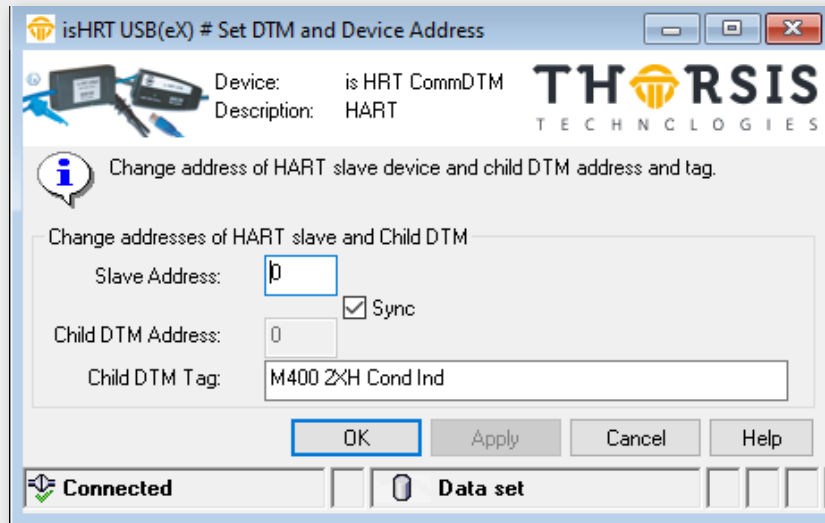 isHRT USB(eX) # Set DTM and Device Address
Device: is HRT CommDTM
Description: HART
THORSIS
TECHNCLOGIES
Change address of HART slave device and child DTM address and tag.
Change addresses of HART slave and Child DTM
Slave Address: 0
Sync
Child DTM Address: 0
Child DTM Tag: M400 2XH Cond Ind
OK Apply Cancel Help
Connected Data set